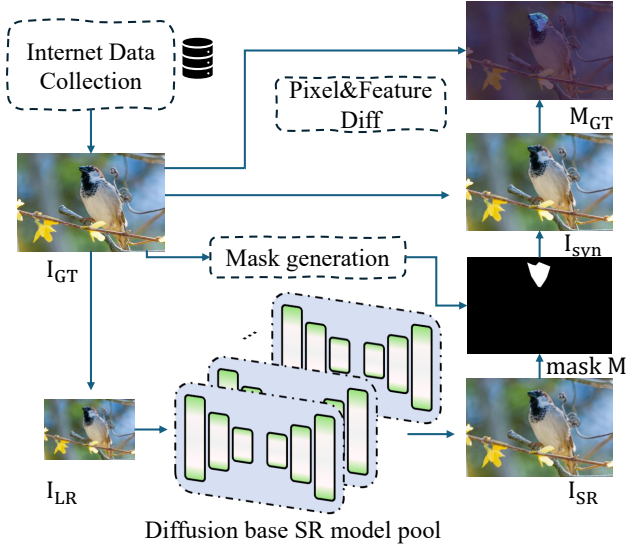 Internet Data
Collection
Pixel&Feature
Diff
M_GT
I_GT
Mask generation
I_syn
mask M
I_LR
I_SR
Diffusion base SR model pool